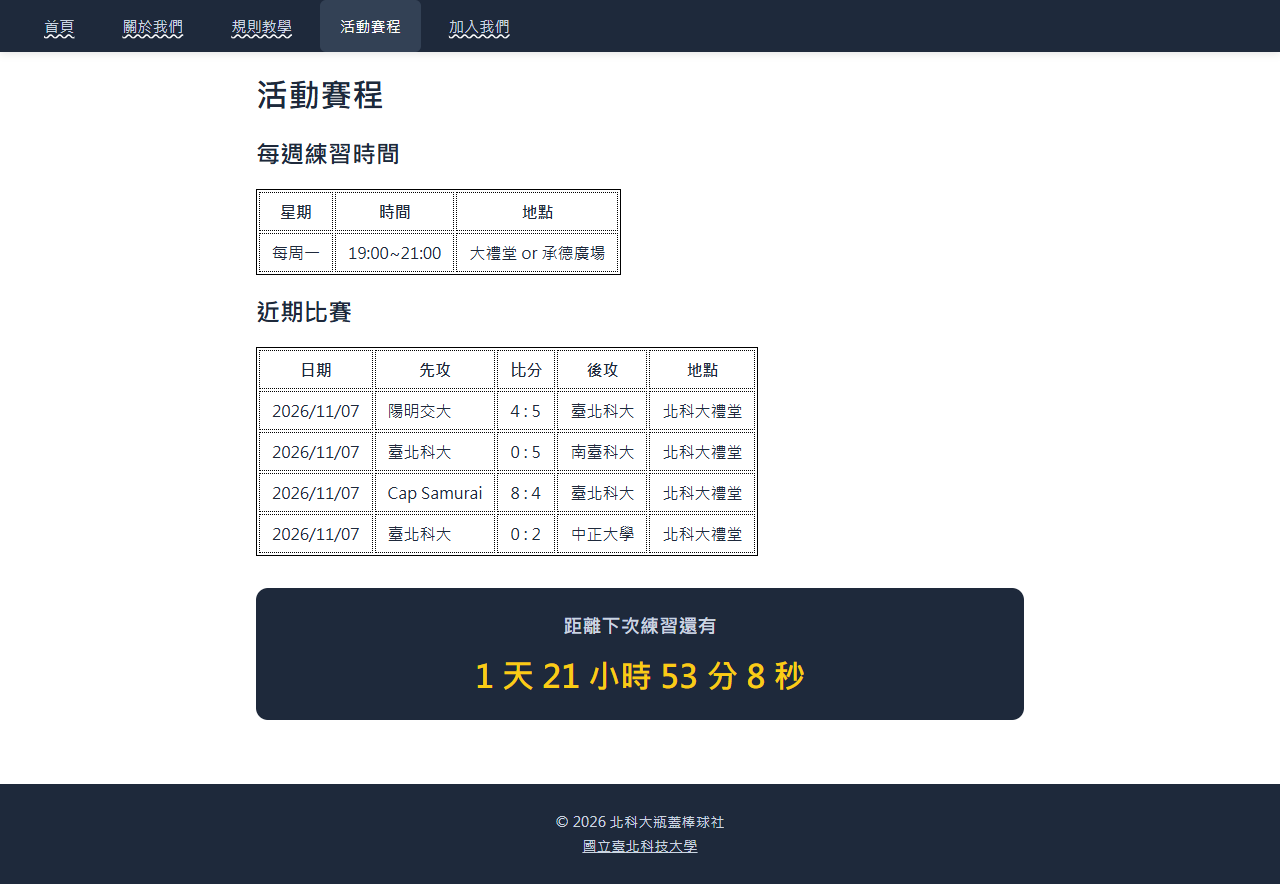 首頁 關於我們 規則教學 活動賽程 加入我們
活動賽程
每週練習時間
星期 時間 地點
每周一 19:00~21:00 大禮堂 or 承德廣場
近期比賽
日期 先攻 比分 後攻 地點
2026/11/07 陽明交大 4 : 5 臺北科大 北科大禮堂
2026/11/07 臺北科大 0 : 5 南臺科大 北科大禮堂
2026/11/07 Cap Samurai 8 : 4 臺北科大 北科大禮堂
2026/11/07 臺北科大 0 : 2 中正大學 北科大禮堂
距離下次練習還有
1 天 21 小時 53 分 8 秒
© 2026 北科大瓶蓋棒球社
國立臺北科技大學